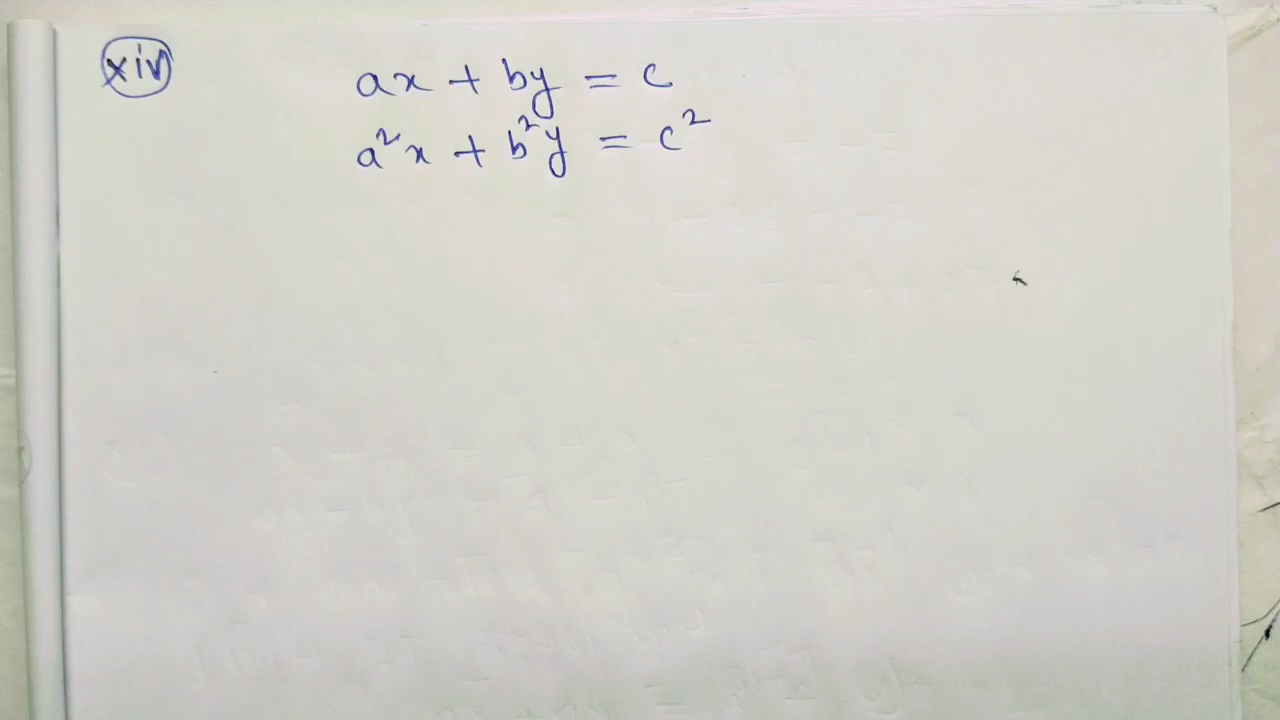 xiv ax + by = c
a²x + b²y = c²